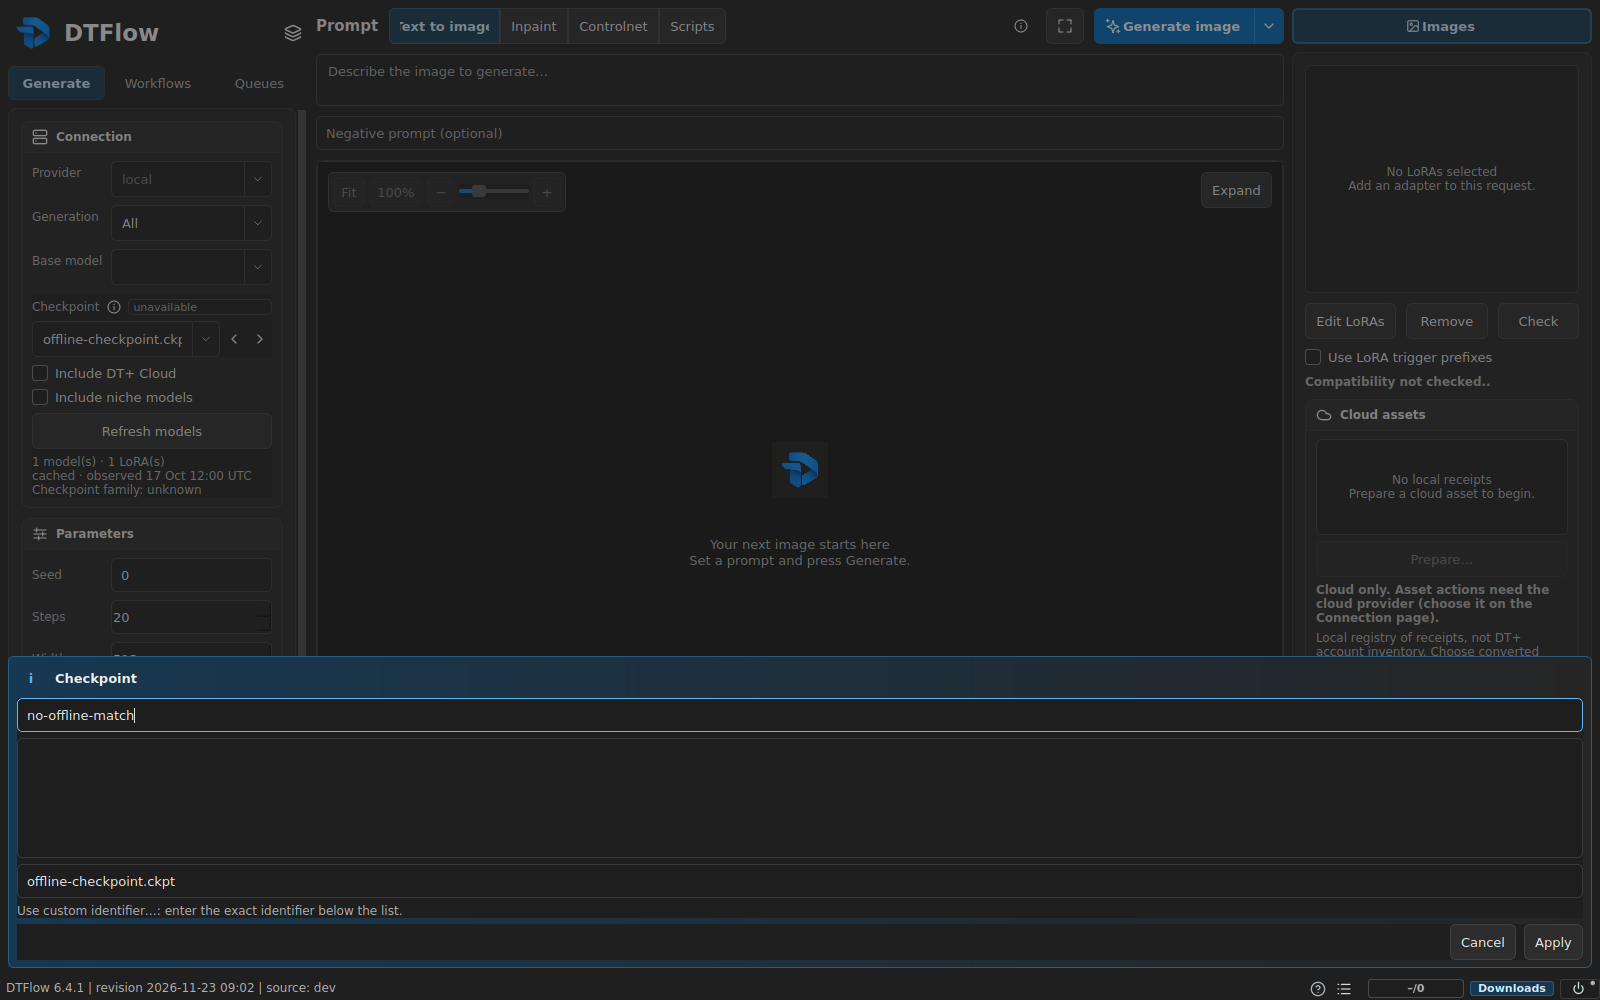 DTFlow
Prompt
Text to image
Inpaint
Controlnet
Scripts
Generate image
Images
Generate
Workflows
Queues
Describe the image to generate...
Negative prompt (optional)
Connection
Provider
local
Generation
All
Base model
Checkpoint
unavailable
offline-checkpoint.ckp
Include DT+ Cloud
Include niche models
Refresh models
1 model(s) · 1 LoRA(s)
cached · observed 17 Oct 12:00 UTC
Checkpoint family: unknown
Parameters
Seed
0
Steps
20
Fit
100%
−
+
Expand
Your next image starts here
Set a prompt and press Generate.
No LoRAs selected
Add an adapter to this request.
Edit LoRAs
Remove
Check
Use LoRA trigger prefixes
Compatibility not checked..
Cloud assets
No local receipts
Prepare a cloud asset to begin.
Prepare...
Cloud only. Asset actions need the
cloud provider (choose it on the
Connection page).
Local registry of receipts, not DT+
account inventory. Choose converted
i Checkpoint
no-offline-match
offline-checkpoint.ckpt
Use custom identifier...: enter the exact identifier below the list.
Cancel
Apply
DTFlow 6.4.1 | revision 2026-11-23 09:02 | source: dev
-/0
Downloads